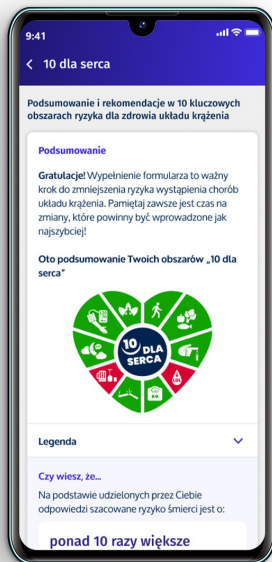 9:41
10 dla serca
Podsumowanie i rekomendacje w 10 kluczowych
obszarach ryzyka dla zdrowia układu krążenia
Podsumowanie
Gratulacje! Wypełnienie formularza to ważny
krok do zmniejszenia ryzyka wystąpienia chorób
układu krążenia. Pamiętaj zawsze jest czas na
zmiany, które powinny być wprowadzone jak
najszybciej!
Oto podsumowanie Twoich obszarów „10 dla
serca”
10
DLA
SERCA
LDL
KG
Legenda
Czy wiesz, że...
Na podstawie udzielonych przez Ciebie
odpowiedzi szacowane ryzyko śmierci jest o:
ponad 10 razy większe